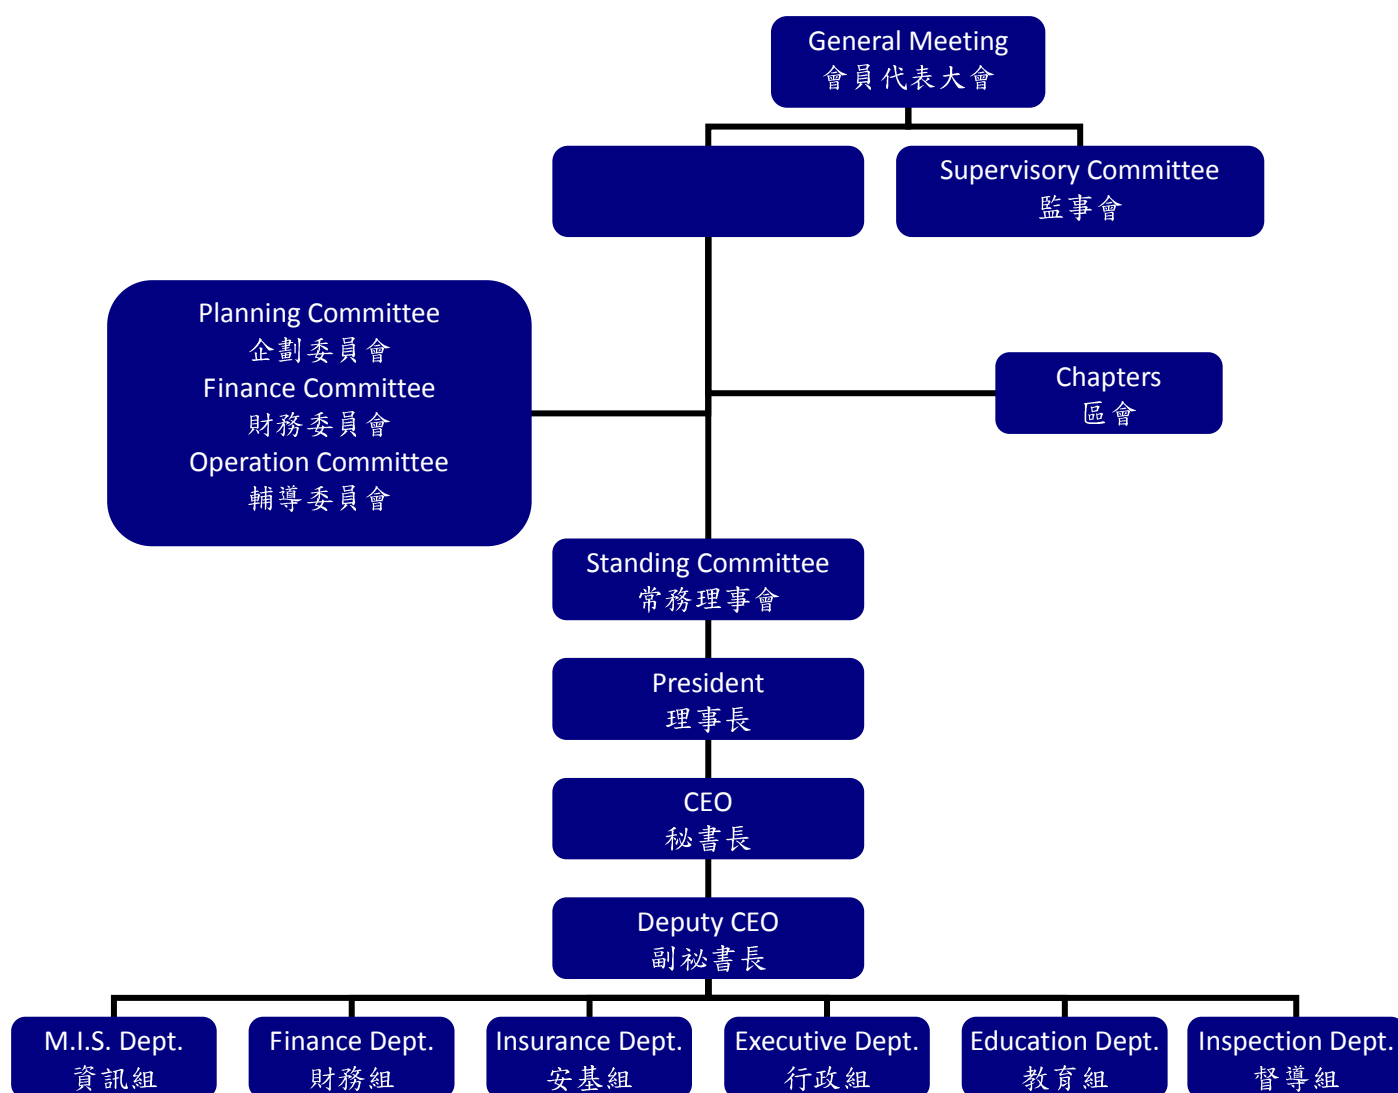 General Meeting
會員代表大會
Supervisory Committee
監事會
Planning Committee
企劃委員會
Finance Committee
財務委員會
Operation Committee
輔導委員會
Chapters
區會
Standing Committee
常務理事會
President
理事長
CEO
秘書長
Deputy CEO
副祕書長
M.I.S. Dept.
資訊組
Finance Dept.
財務組
Insurance Dept.
安基組
Executive Dept.
行政組
Education Dept.
教育組
Inspection Dept.
督導組